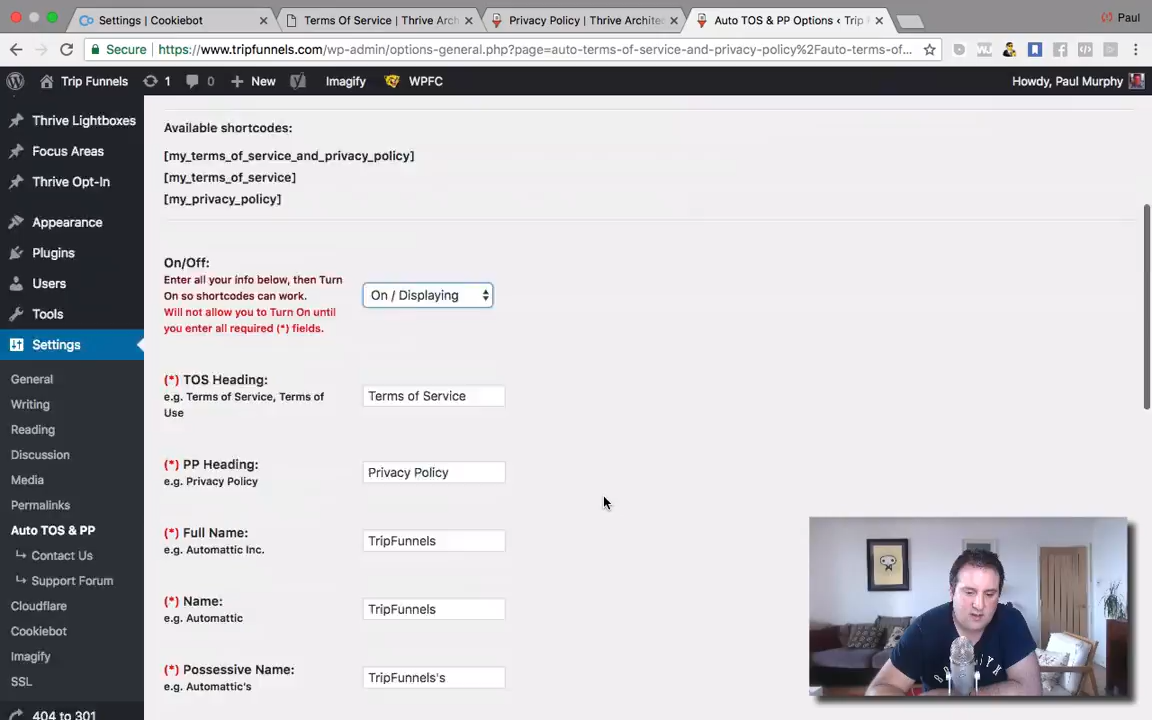 Settings | Cookiebot
Terms Of Service | Thrive Arch
Privacy Policy | Thrive Archite
Auto TOS & PP Options ‹ Trip F
Paul
Secure | https://www.tripfunnels.com/wp-admin/options-general.php?page=auto-terms-of-service-and-privacy-policy%2Fauto-terms-of...
Trip Funnels
1
0
New
Imagify
WPFC
Howdy, Paul Murphy
Thrive Lightboxes
Focus Areas
Thrive Opt-In
Appearance
Plugins
Users
Tools
Settings
General
Writing
Reading
Discussion
Media
Permalinks
Auto TOS & PP
↳ Contact Us
↳ Support Forum
Cloudflare
Cookiebot
Imagify
SSL
404 to 301
Available shortcodes:
[my_terms_of_service_and_privacy_policy]
[my_terms_of_service]
[my_privacy_policy]
On/Off:
Enter all your info below, then Turn
On so shortcodes can work.
Will not allow you to Turn On until
you enter all required (*) fields.
On / Displaying
(*) TOS Heading:
e.g. Terms of Service, Terms of
Use
Terms of Service
(*) PP Heading:
e.g. Privacy Policy
Privacy Policy
(*) Full Name:
e.g. Automattic Inc.
TripFunnels
(*) Name:
e.g. Automattic
TripFunnels
(*) Possessive Name:
e.g. Automattic's
TripFunnels's